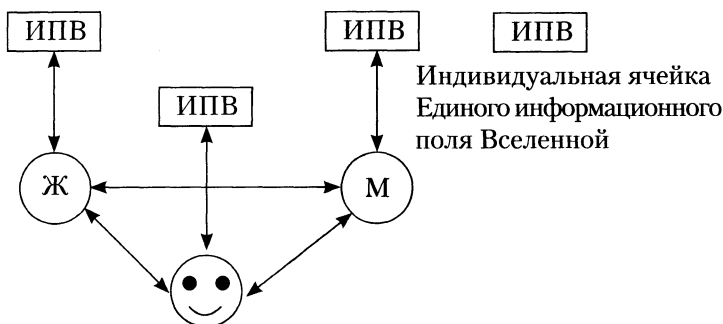 ИПВ
ИПВ
ИПВ
Индивидуальная ячейка
Единого информационного
поля Вселенной
ИПВ
Ж
М